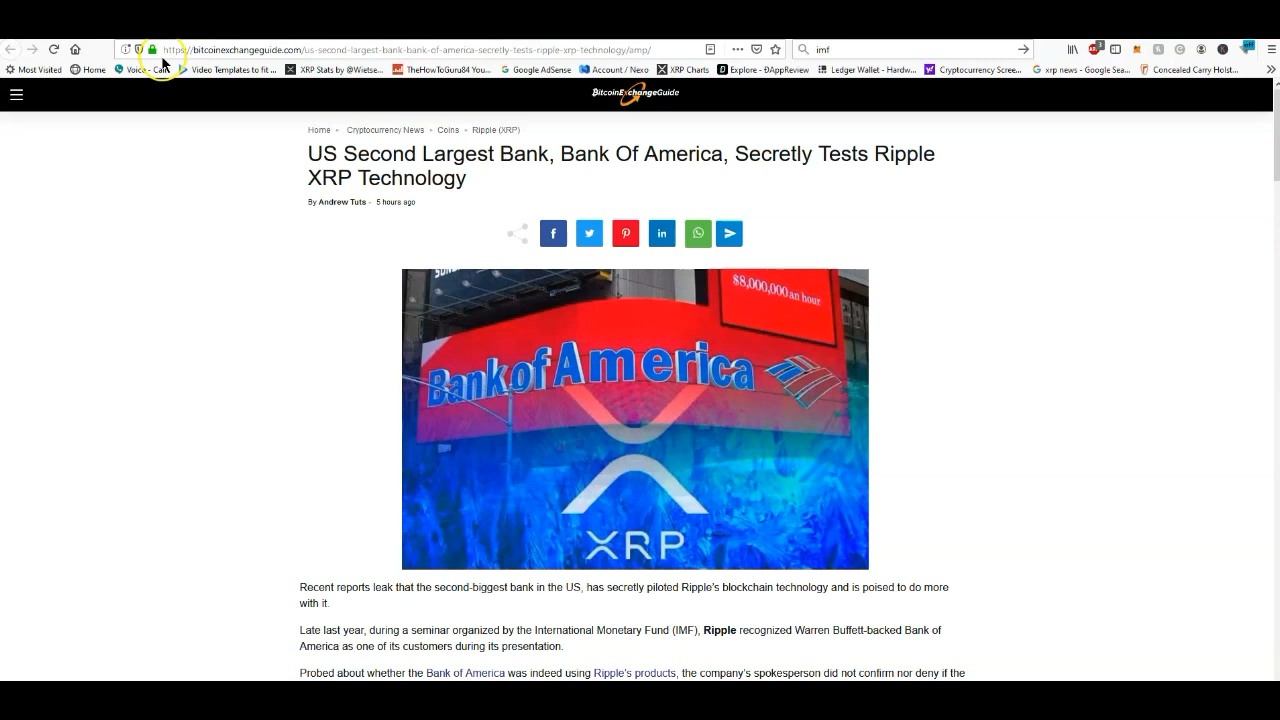 https://bitcoinexchangeguide.com/us-second-largest-bank-bank-of-america-secretly-tests-ripple-xrp-technology/amp/
imf
Most Visited
Home
Voice - Calls
Video Templates to fit ...
XRP Stats by @Wietse...
TheHowToGuru84 You...
Google AdSense
Account / Nexo
XRP Charts
Explore - ÐAppReview
Ledger Wallet - Hardw...
Cryptocurrency Scree...
xrp news - Google Sea...
Concealed Carry Holst...
BitcoinExchangeGuide
Home Cryptocurrency News Coins Ripple (XRP)
US Second Largest Bank, Bank Of America, Secretly Tests Ripple
XRP Technology
By Andrew Tuts - 5 hours ago
$8,000,000 an hour
Bank of America
XRP
Recent reports leak that the second-biggest bank in the US, has secretly piloted Ripple's blockchain technology and is poised to do more
with it.
Late last year, during a seminar organized by the International Monetary Fund (IMF), Ripple recognized Warren Buffett-backed Bank of
America as one of its customers during its presentation.
Probed about whether the Bank of America was indeed using Ripple's products, the company's spokesperson did not confirm nor deny if the